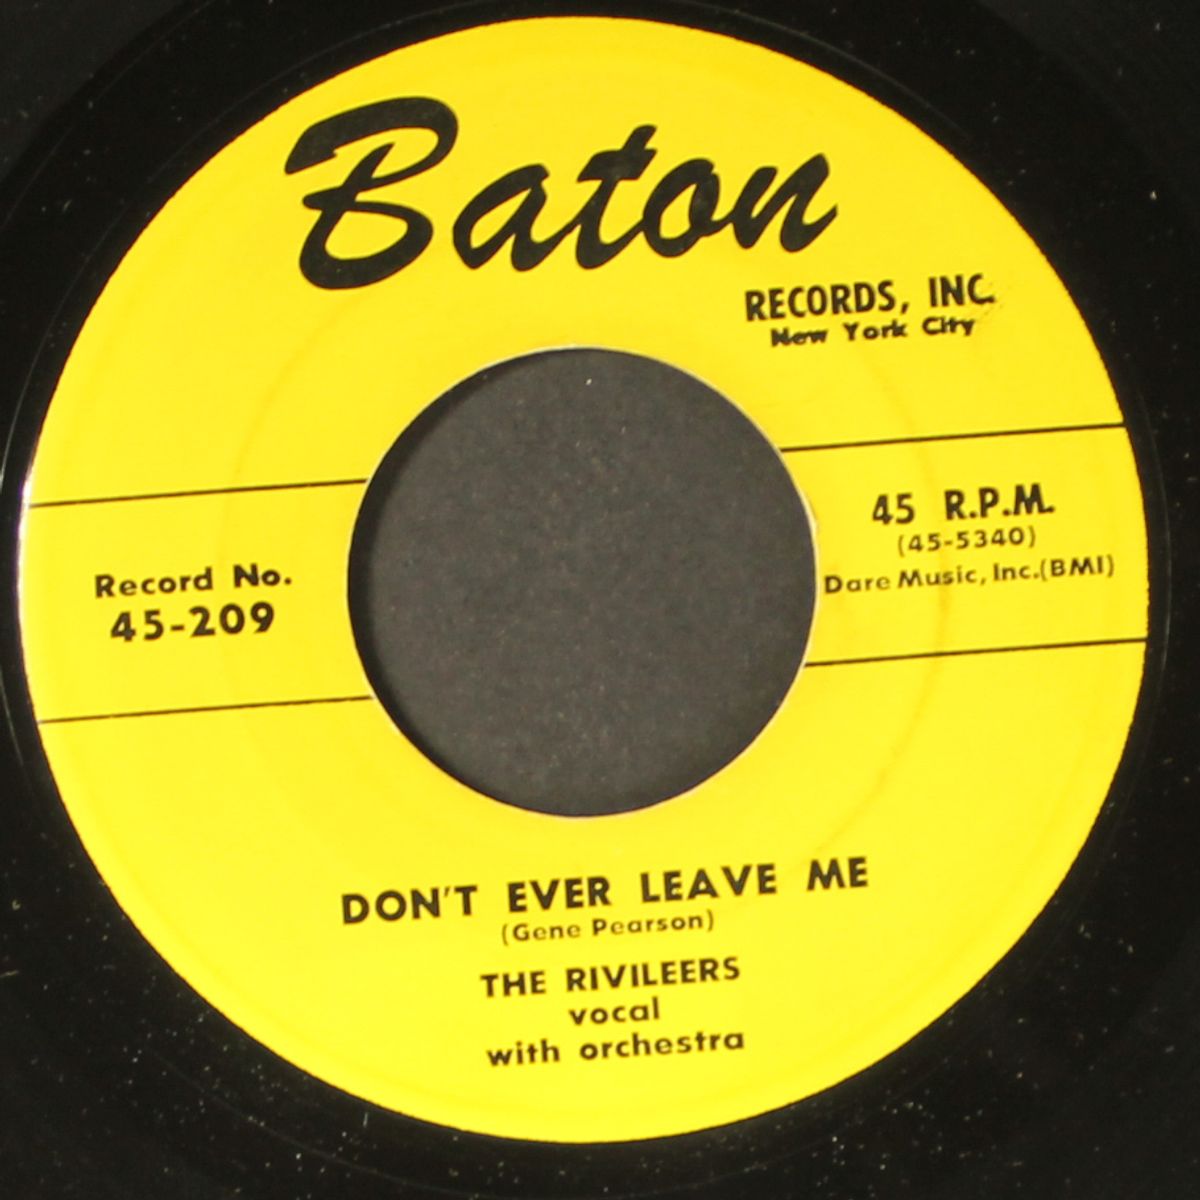 Baton
RECORDS, INC.
New York City
45 R.P.M.
(45-5340)
Dare Music, Inc.(BMI)
Record No.
45-209
DON'T EVER LEAVE ME
(Gene Pearson)
THE RIVILEERS
vocal
with orchestra